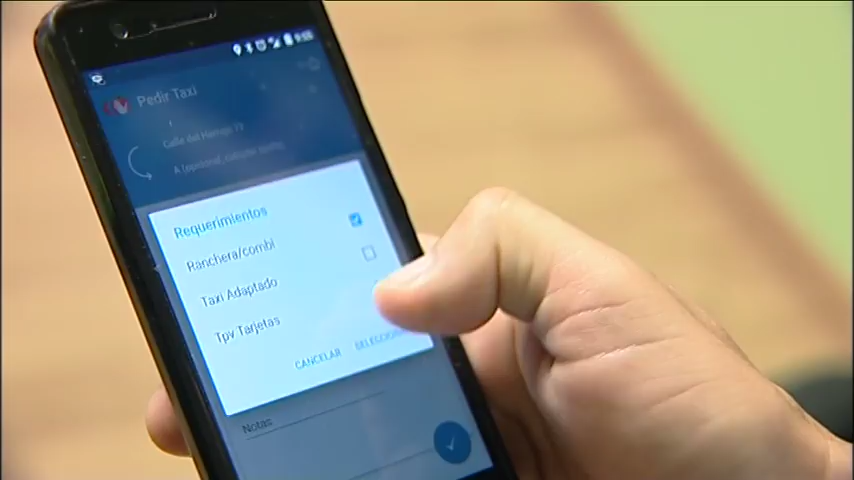 Pedir Taxi
Requerimientos
Ranchera/combi
Taxi Adaptado
Tpv Tarjetas
CANCELAR
Notas